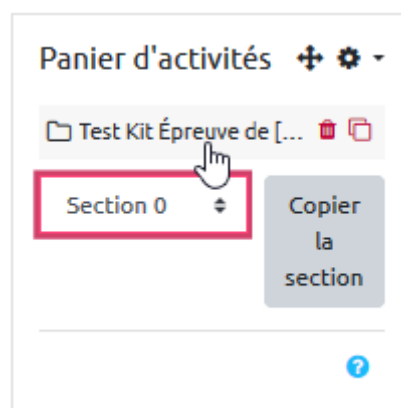 Panier d'activités
Test Kit Épreuve de [...
Section 0
Copier
la
section
?